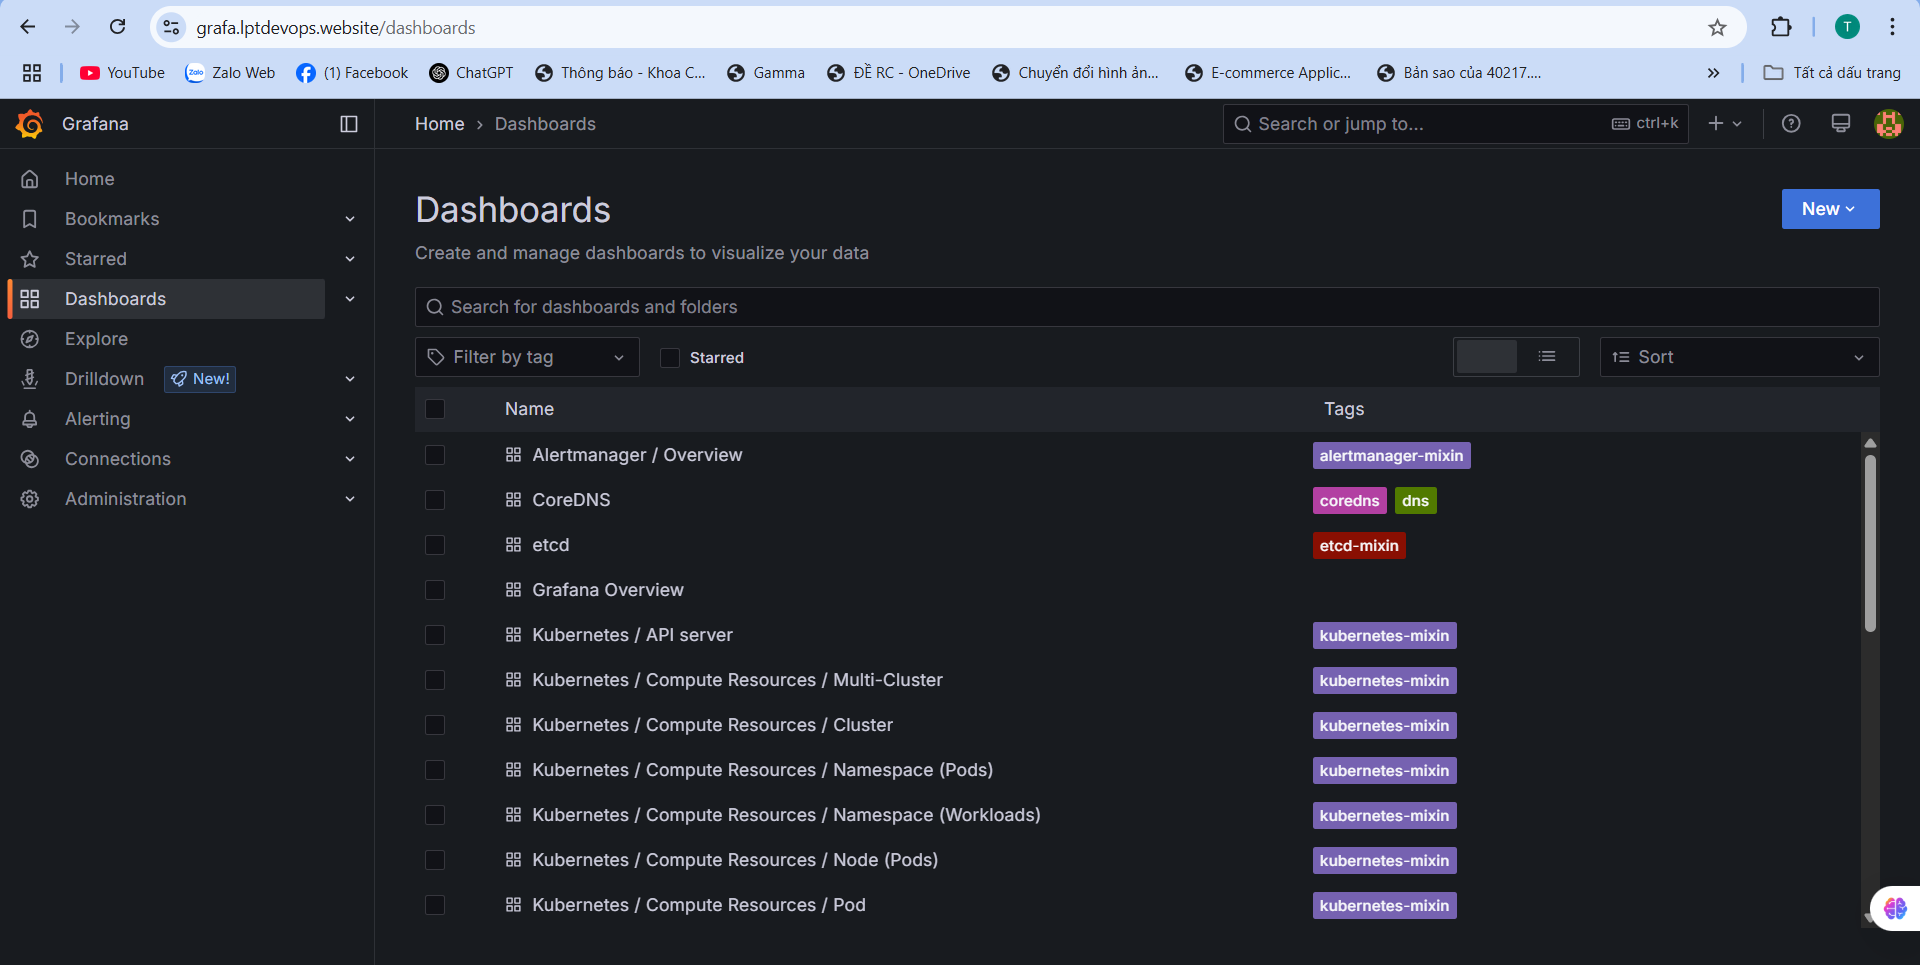 grafa.lptdevops.website/dashboards
T
YouTube
Zalo Web
(1) Facebook
ChatGPT
Thông báo - Khoa C...
Gamma
ĐỀ RC - OneDrive
Chuyển đổi hình ản...
E-commerce Applic...
Bản sao của 40217....
Tất cả dấu trang
Grafana
Home › Dashboards
Search or jump to...
ctrl+k
Home
Bookmarks
Starred
Dashboards
Explore
Drilldown New!
Alerting
Connections
Administration
Dashboards
New
Create and manage dashboards to visualize your data
Search for dashboards and folders
Filter by tag
Starred
Sort
Name Tags
Alertmanager / Overview alertmanager-mixin
CoreDNS coredns dns
etcd etcd-mixin
Grafana Overview
Kubernetes / API server kubernetes-mixin
Kubernetes / Compute Resources / Multi-Cluster kubernetes-mixin
Kubernetes / Compute Resources / Cluster kubernetes-mixin
Kubernetes / Compute Resources / Namespace (Pods) kubernetes-mixin
Kubernetes / Compute Resources / Namespace (Workloads) kubernetes-mixin
Kubernetes / Compute Resources / Node (Pods) kubernetes-mixin
Kubernetes / Compute Resources / Pod kubernetes-mixin